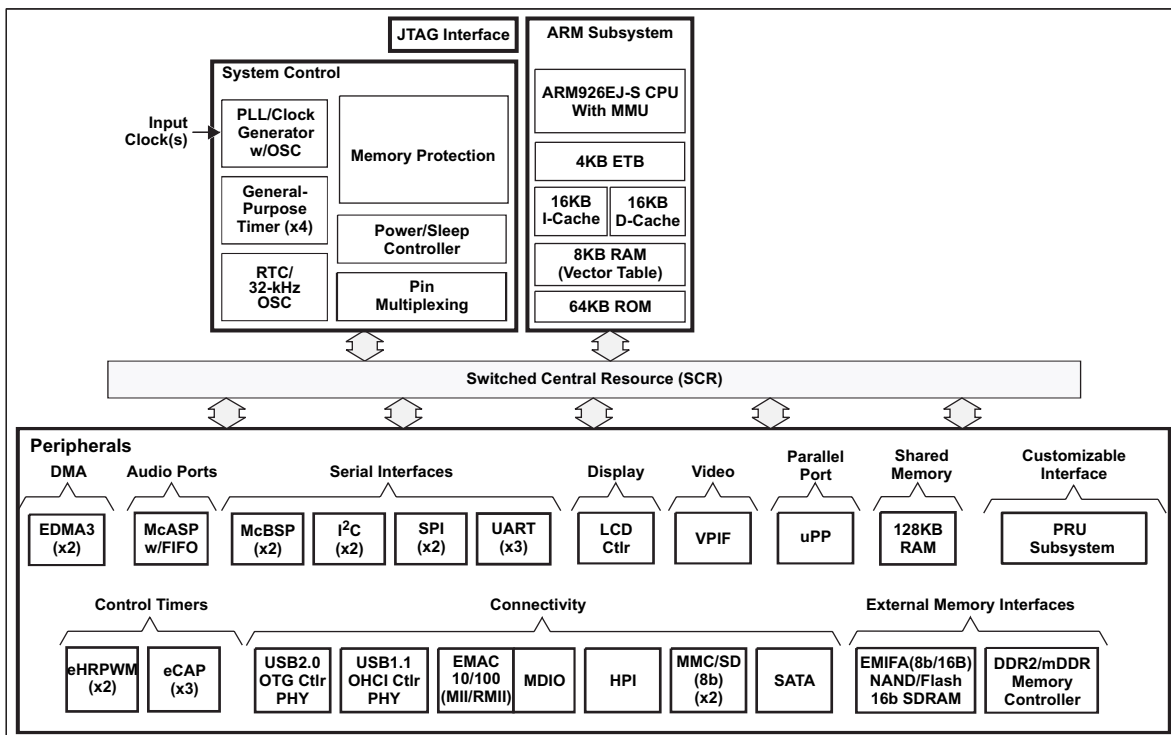 JTAG Interface
ARM Subsystem
System Control
Input
Clock(s)
PLL/Clock
Generator
w/OSC
Memory Protection
General-
Purpose
Timer (x4)
Power/Sleep
Controller
RTC/
32-kHz
OSC
Pin
Multiplexing
ARM926EJ-S CPU
With MMU
4KB ETB
16KB
I-Cache
16KB
D-Cache
8KB RAM
(Vector Table)
64KB ROM
Switched Central Resource (SCR)
Peripherals
DMA
EDMA3
(x2)
Audio Ports
McASP
w/FIFO
Serial Interfaces
McBSP
(x2)
I²C
(x2)
SPI
(x2)
UART
(x3)
Display
LCD
Ctlr
Video
VPIF
Parallel
Port
uPP
Shared
Memory
128KB
RAM
Customizable
Interface
PRU
Subsystem
Control Timers
eHRPWM
(x2)
eCAP
(x3)
Connectivity
USB2.0
OTG Ctlr
PHY
USB1.1
OHCI Ctlr
PHY
EMAC
10/100
(MII/RMII)
MDIO
HPI
MMC/SD
(8b)
(x2)
SATA
External Memory Interfaces
EMIFA(8b/16B)
NAND/Flash
16b SDRAM
DDR2/mDDR
Memory
Controller